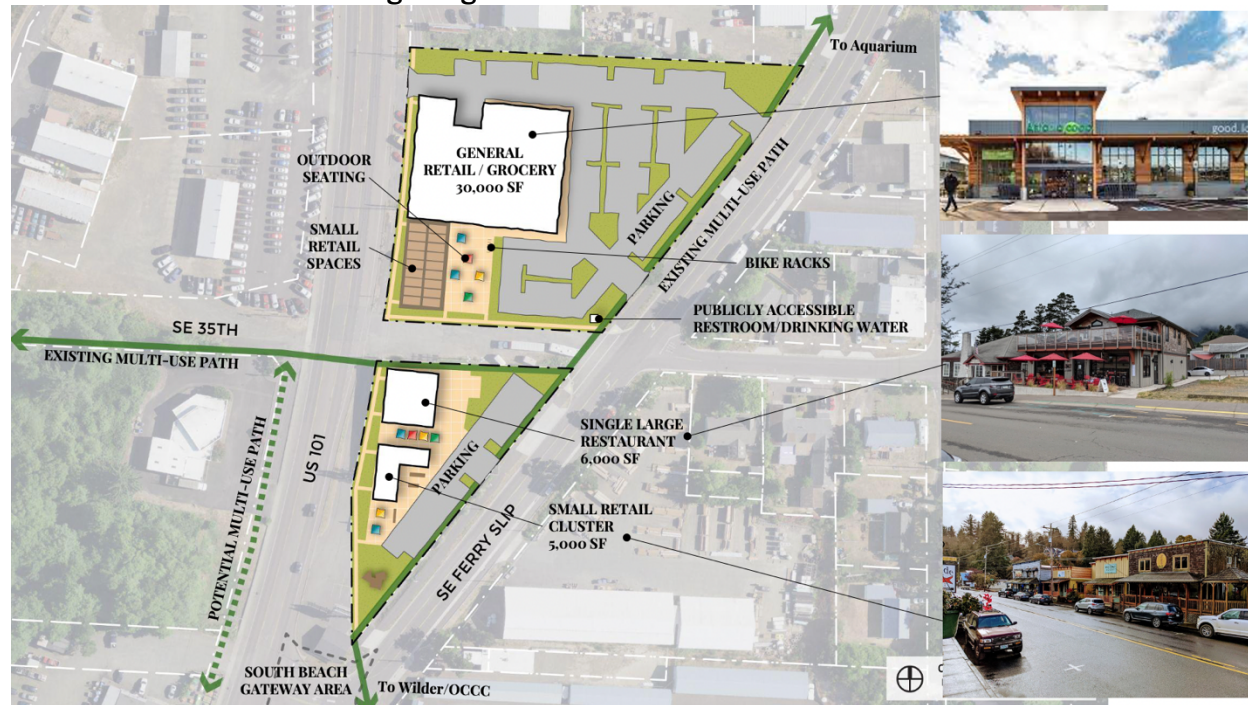 To Aquarium
GENERAL
RETAIL / GROCERY
30,000 SF
OUTDOOR
SEATING
SMALL
RETAIL
SPACES
PARKING
EXISTING MULTI-USE PATH
BIKE RACKS
PUBLICLY ACCESSIBLE
RESTROOM/DRINKING WATER
SE 35TH
EXISTING MULTI-USE PATH
POTENTIAL MULTI-USE PATH
US 101
SINGLE LARGE
RESTAURANT
6,000 SF
PARKING
SMALL RETAIL
CLUSTER
5,000 SF
SE FERRY SLIP
SOUTH BEACH
GATEWAY AREA
To Wilder/OCCC
good.